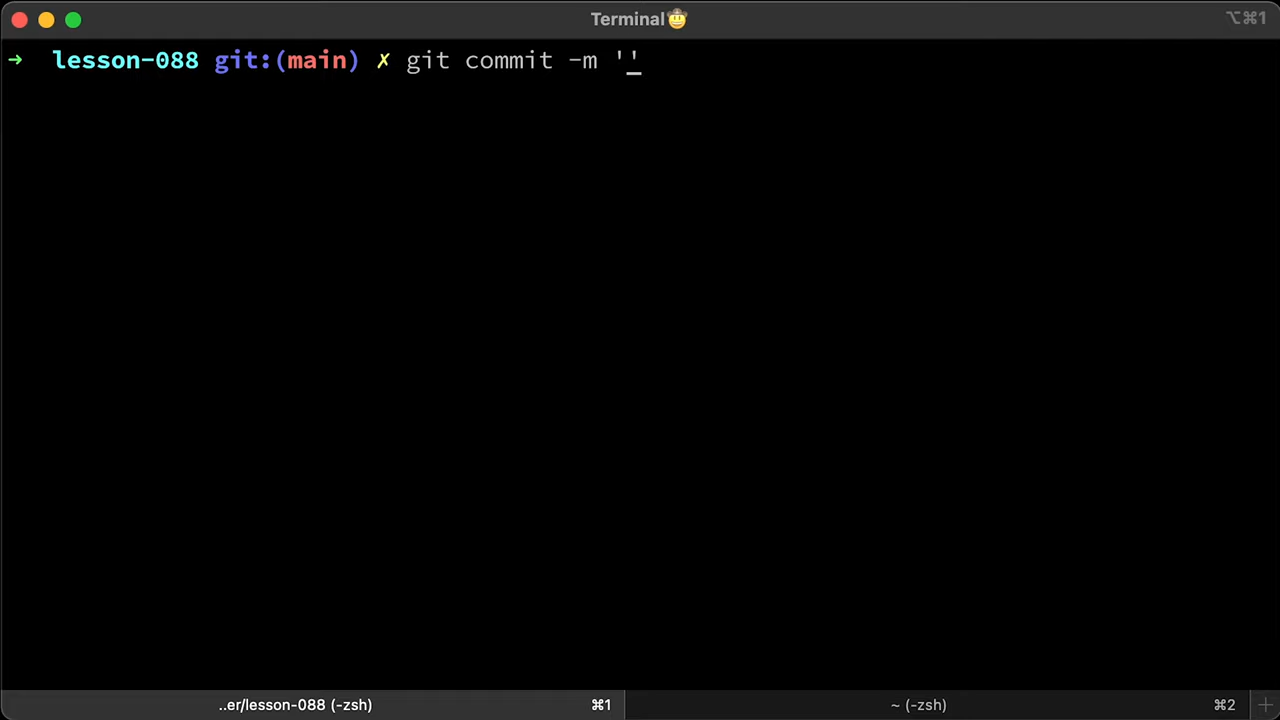 Terminal🤠
⌥⌘1
→ lesson-088 git:(main) ✗ git commit -m ''
..er/lesson-088 (-zsh) ⌘1
~ (-zsh) ⌘2 +